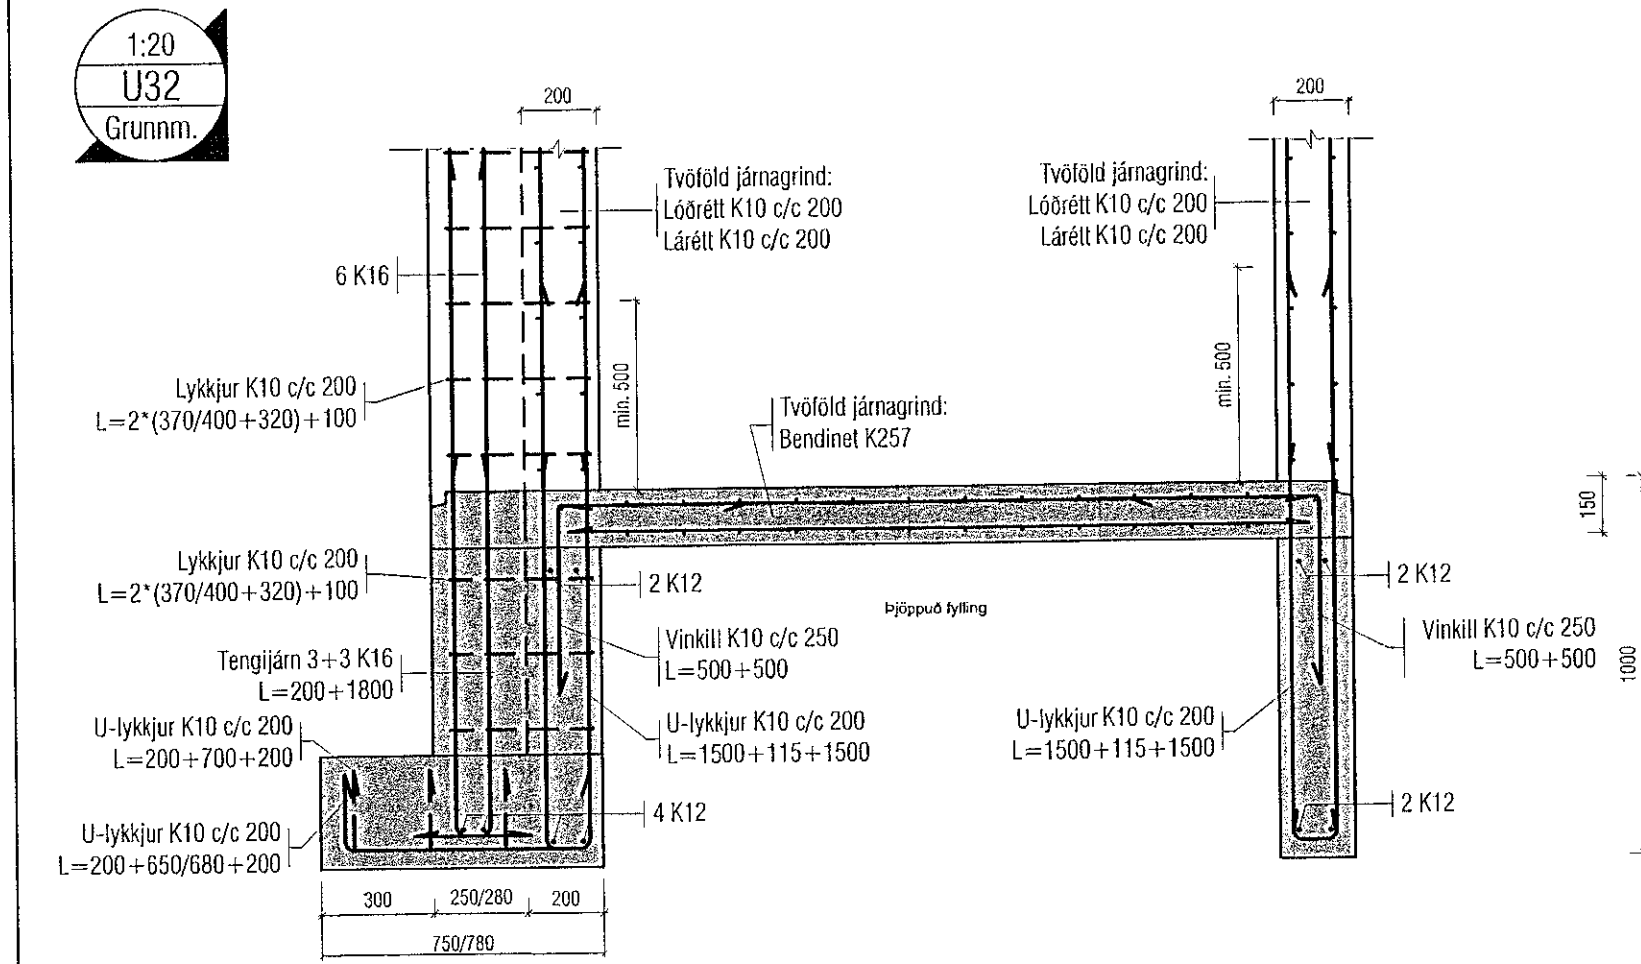 1:20
U32
Grunnm.
200
200
Tvöföld járnagrind:
Lóðrétt K10 c/c 200
Lárétt K10 c/c 200
Tvöföld járnagrind:
Lóðrétt K10 c/c 200
Lárétt K10 c/c 200
6 K16
min. 500
min. 500
Lykkjur K10 c/c 200
L=2*(370/400+320)+100
Tvöföld járnagrind:
Bendinet K257
150
Lykkjur K10 c/c 200
L=2*(370/400+320)+100
2 K12
Þjöppuð fylling
2 K12
Vinkill K10 c/c 250
L=500+500
Vinkill K10 c/c 250
L=500+500
1000
Tengijárn 3+3 K16
L=200+1800
U-lykkjur K10 c/c 200
L=200+700+200
U-lykkjur K10 c/c 200
L=1500+115+1500
U-lykkjur K10 c/c 200
L=1500+115+1500
4 K12
2 K12
U-lykkjur K10 c/c 200
L=200+650/680+200
300
250/280
200
750/780